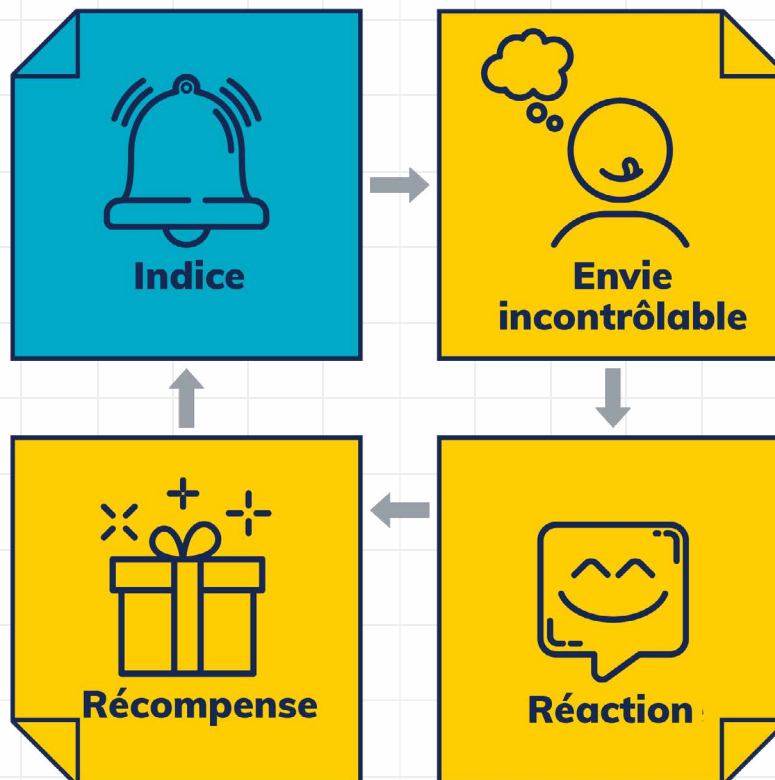 Indice
Envie
incontrôlable
Récompense
Réaction